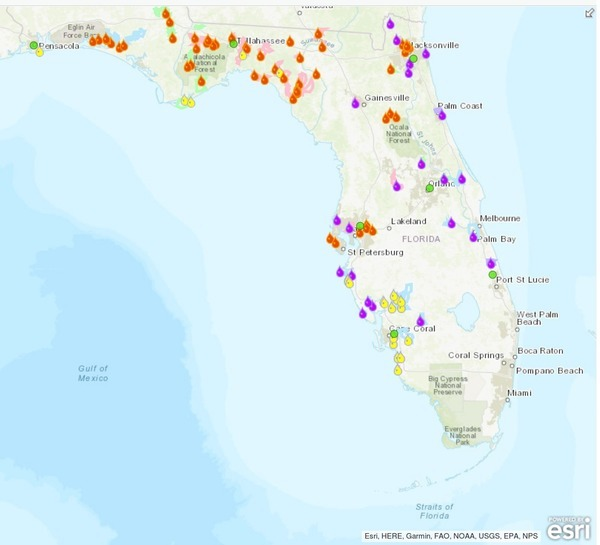 Eglin Air
Force Base
Pensacola
Tallahassee
Apalachicola
National
Forest
Jacksonville
Gainesville
Palm Coast
Ocala
National
Forest
St Johns
Orlando
Lakeland
Melbourne
FLORIDA
Palm Bay
St Petersburg
Port St Lucie
Cape Coral
West Palm
Beach
Coral Springs
Boca Raton
Pompano Beach
Gulf of
Mexico
Big Cypress
National
Preserve
Miami
Everglades
National
Park
Straits of
Florida
Esri, HERE, Garmin, FAO, NOAA, USGS, EPA, NPS
POWERED BY
esri